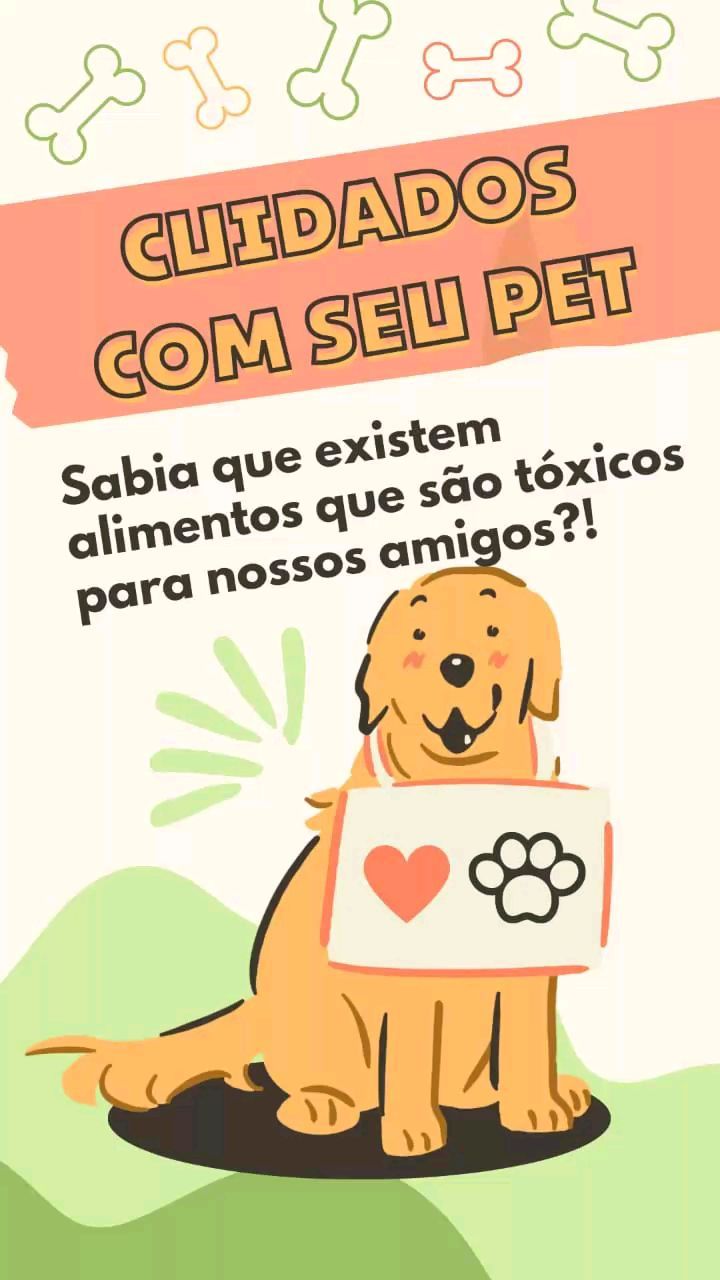 CUIDADOS
COM SEU PET
Sabia que existem
alimentos que são tóxicos
para nossos amigos?!